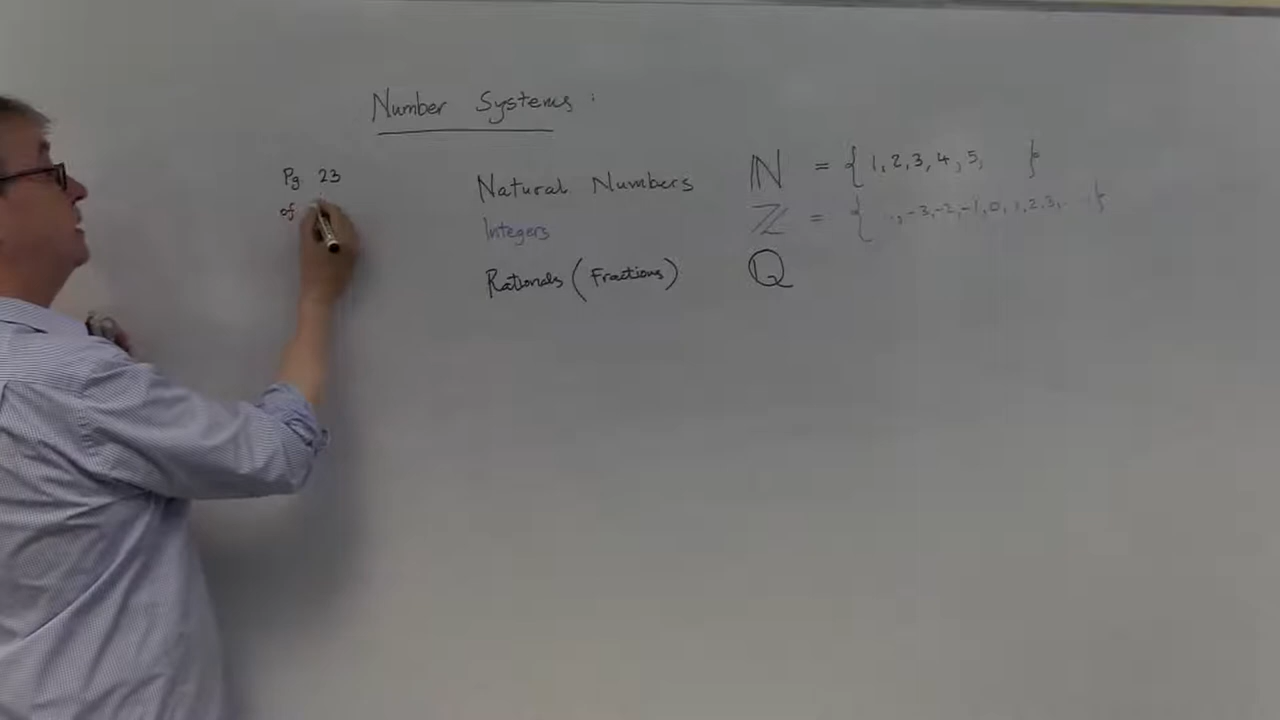 Number Systems :
Pg. 23
of
Natural Numbers ℕ = { 1, 2, 3, 4, 5, }
Integers ℤ = { .., -3, -2, -1, 0, 1, 2, 3, .. }
Rationals (Fractions) ℚ